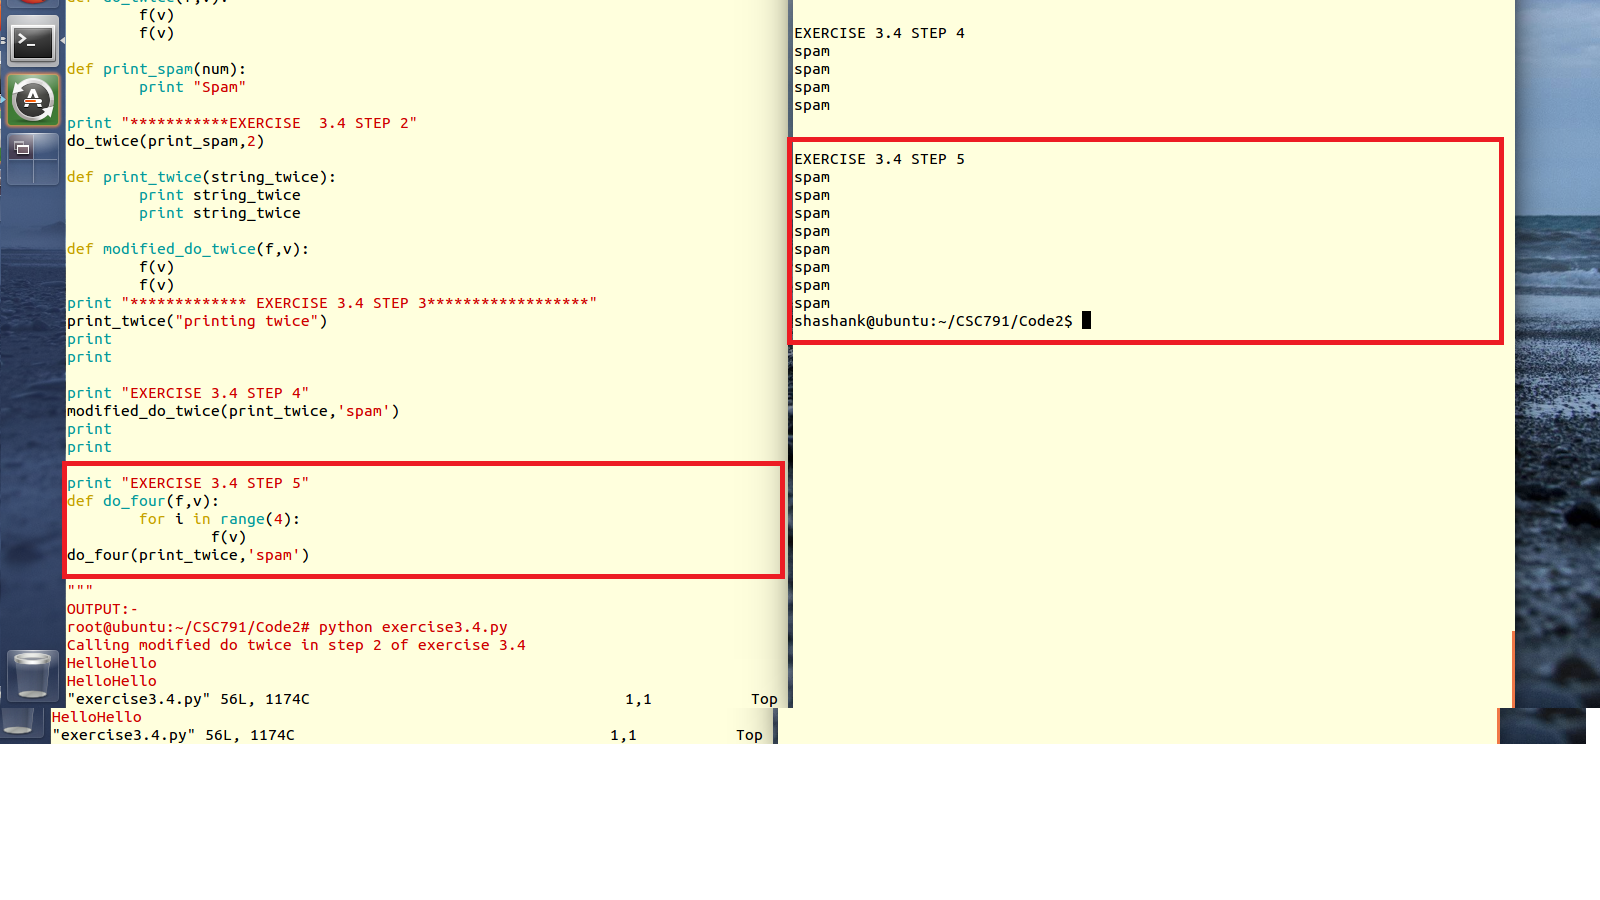 def do_twice(f,v):
f(v)
f(v)
def print_spam(num):
print "Spam"
print "***********EXERCISE  3.4 STEP 2"
do_twice(print_spam,2)
def print_twice(string_twice):
print string_twice
print string_twice
def modified_do_twice(f,v):
f(v)
f(v)
print "************* EXERCISE 3.4 STEP 3******************"
print_twice("printing twice")
print
print
print "EXERCISE 3.4 STEP 4"
modified_do_twice(print_twice,'spam')
print
print
print "EXERCISE 3.4 STEP 5"
def do_four(f,v):
for i in range(4):
f(v)
do_four(print_twice,'spam')
"""
OUTPUT:-
root@ubuntu:~/CSC791/Code2# python exercise3.4.py
Calling modified do twice in step 2 of exercise 3.4
HelloHello
HelloHello
"exercise3.4.py" 56L, 1174C 1,1 Top
HelloHello
"exercise3.4.py" 56L, 1174C 1,1 Top
EXERCISE 3.4 STEP 4
spam
spam
spam
spam
EXERCISE 3.4 STEP 5
spam
spam
spam
spam
spam
spam
spam
spam
shashank@ubuntu:~/CSC791/Code2$